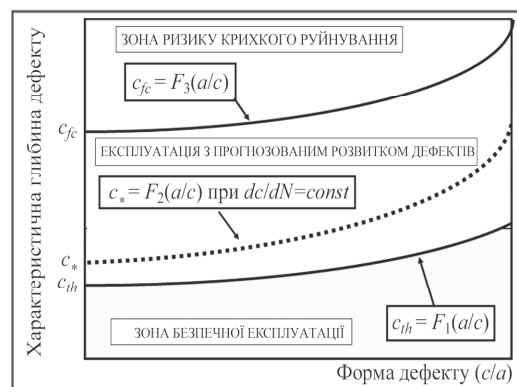 Характеристична глибина дефекту
ЗОНА РИЗИКУ КРИХКОГО РУЙНУВАННЯ
c_fc = F_3(a/c)
c_fc
ЕКСПЛУАТАЦІЯ З ПРОГНОЗОВАНИМ РОЗВИТКОМ ДЕФЕКТІВ
c_* = F_2(a/c) при dc/dN=const
c_*
c_th
c_th = F_1(a/c)
ЗОНА БЕЗПЕЧНОЇ ЕКСПЛУАТАЦІЇ
Форма дефекту (c/a)